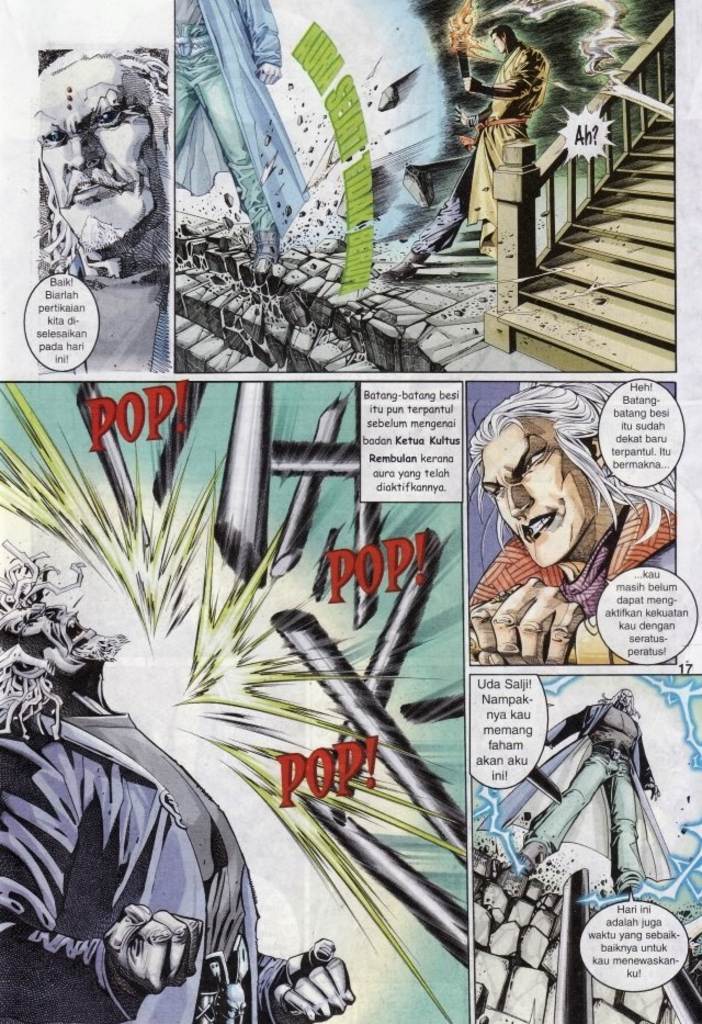 Baik!
Biarlah
pertikaian
kita di-
selesaikan
pada hari
ini!
Ah?
POP!
POP!
POP!
Batang-batang besi
itu pun terpantul
sebelum mengenai
badan Ketua Kultus
Rembulan kerana
aura yang telah
diaktifkannya.
Heh!
Batang-
batang besi
itu sudah
dekat baru
terpantul. Itu
bermakna...
...kau
masih belum
dapat meng-
aktifkan kekuatan
kau dengan
seratus-
peratus!
17
Uda Salji!
Nampak-
nya kau
memang
faham
akan aku
ini!
Hari ini
adalah juga
waktu yang sebaik-
baiknya untuk
kau menewaskan-
ku!